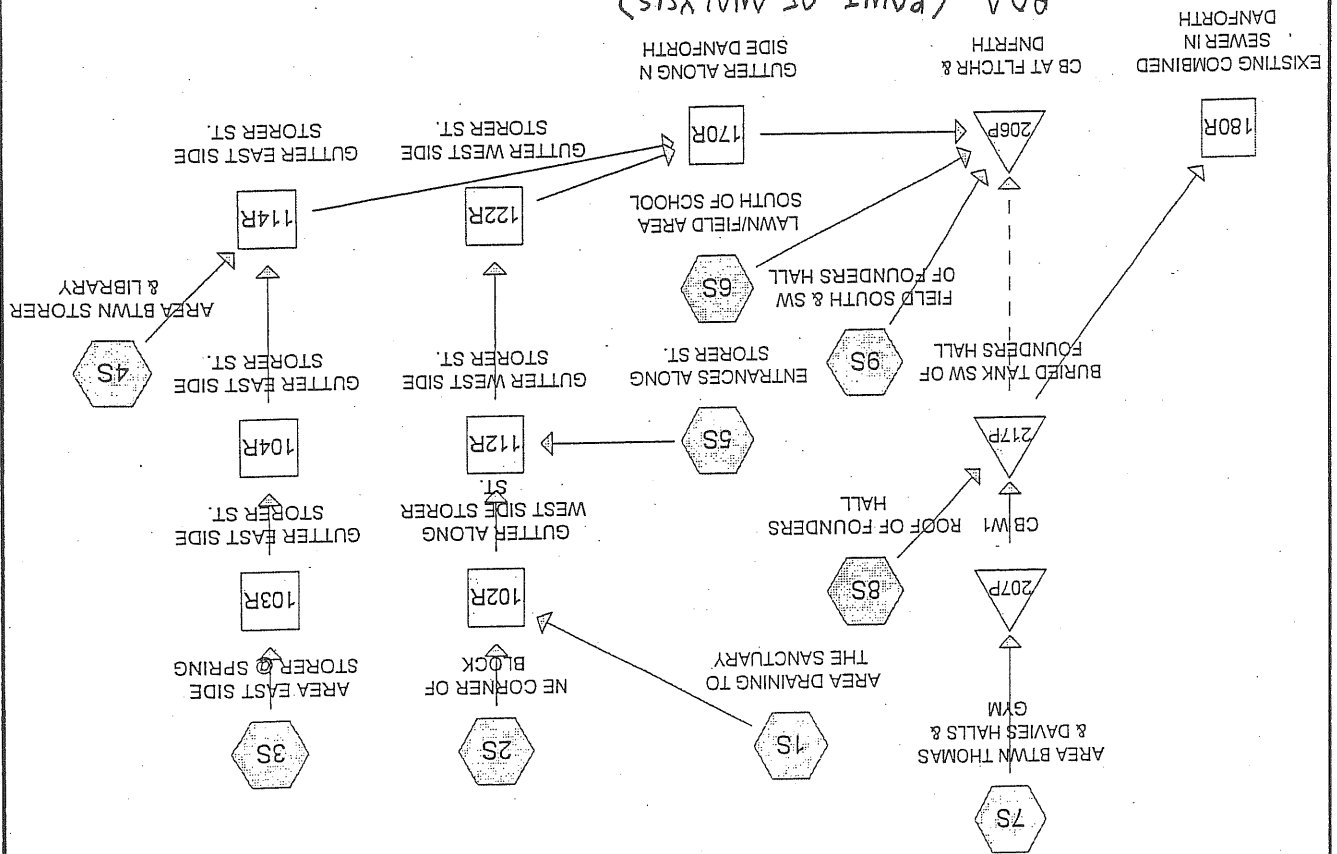 7S
AREA BTWN THOMAS
& DAVIES HALLS &
GYM
1S
AREA DRAINING TO
THE SANCTUARY
2S
NE CORNER OF
BLOCK
3S
AREA EAST SIDE
STORER @ SPRING
207P
CB W1
8S
ROOF OF FOUNDERS
HALL
102R
GUTTER ALONG
WEST SIDE STORER
ST.
103R
GUTTER EAST SIDE
STORER ST.
217P
BURIED TANK SW OF
FOUNDERS HALL
5S
ENTRANCES ALONG
STORER ST.
112R
GUTTER WEST SIDE
STORER ST.
104R
GUTTER EAST SIDE
STORER ST.
9S
FIELD SOUTH & SW
OF FOUNDERS HALL
4S
AREA BTWN STORER
& LIBRARY
6S
LAWN/FIELD AREA
SOUTH OF SCHOOL
122R
GUTTER WEST SIDE
STORER ST.
114R
GUTTER EAST SIDE
STORER ST.
180R
EXISTING COMBINED
SEWER IN
DANFORTH
206P
CB AT FLTCHR &
DNFRTH
170R
GUTTER ALONG N
SIDE DANFORTH
POA (POINT OF ANALYSIS)